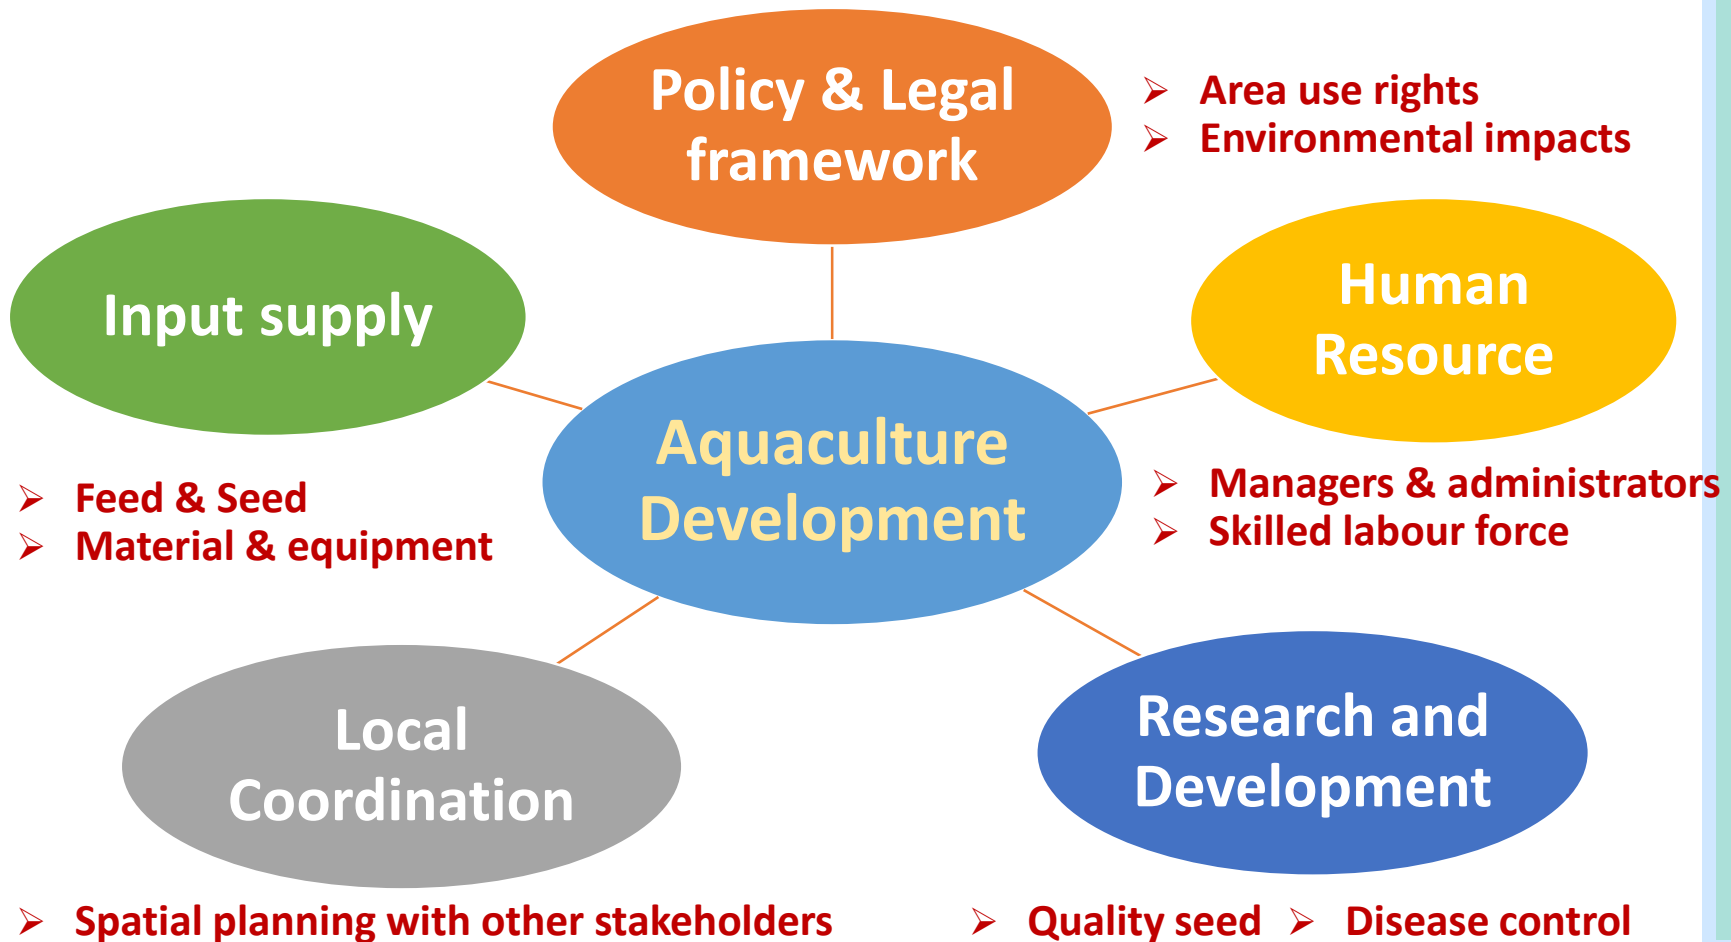 Policy & Legal
framework
➢ Area use rights
➢ Environmental impacts
Input supply
➢ Feed & Seed
➢ Material & equipment
Human
Resource
➢ Managers & administrators
➢ Skilled labour force
Aquaculture
Development
Local
Coordination
➢ Spatial planning with other stakeholders
Research and
Development
➢ Quality seed ➢ Disease control